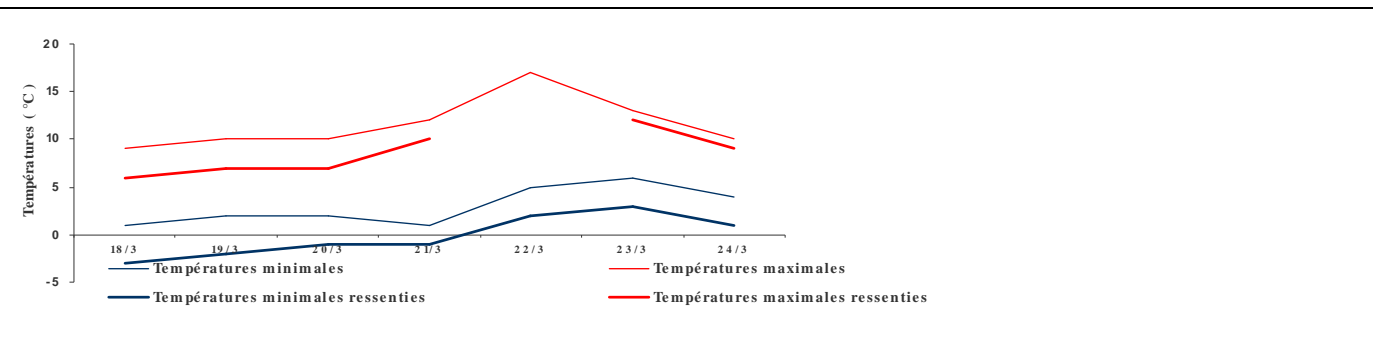 20
15
10
5
0
-5
Températures ( °C )
18/3 19/3 20/3 21/3 22/3 23/3 24/3
Températures minimales Températures maximales
Températures minimales ressenties Températures maximales ressenties